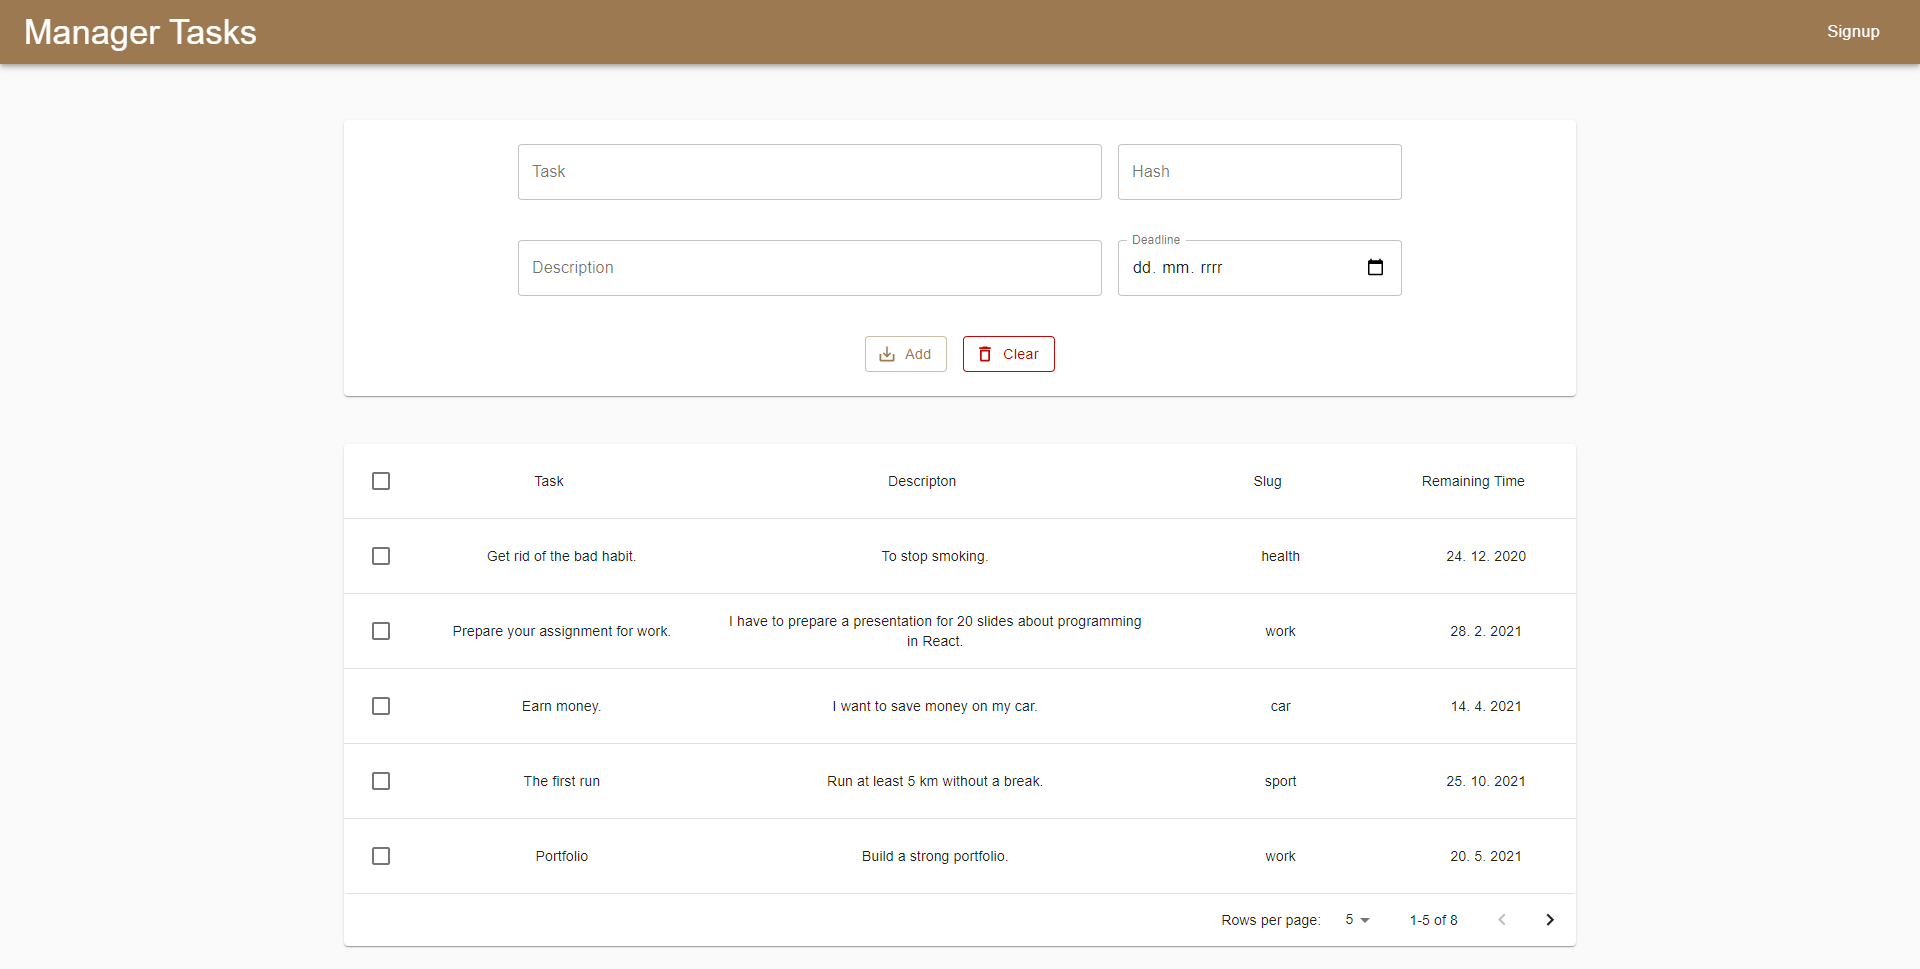 Manager Tasks
Signup
Task
Hash
Deadline
Description
dd. mm. rrrr
Add
Clear
Task
Descripton
Slug
Remaining Time
Get rid of the bad habit.
To stop smoking.
health
24. 12. 2020
Prepare your assignment for work.
I have to prepare a presentation for 20 slides about programming
in React.
work
28. 2. 2021
Earn money.
I want to save money on my car.
car
14. 4. 2021
The first run
Run at least 5 km without a break.
sport
25. 10. 2021
Portfolio
Build a strong portfolio.
work
20. 5. 2021
Rows per page:
5
1-5 of 8